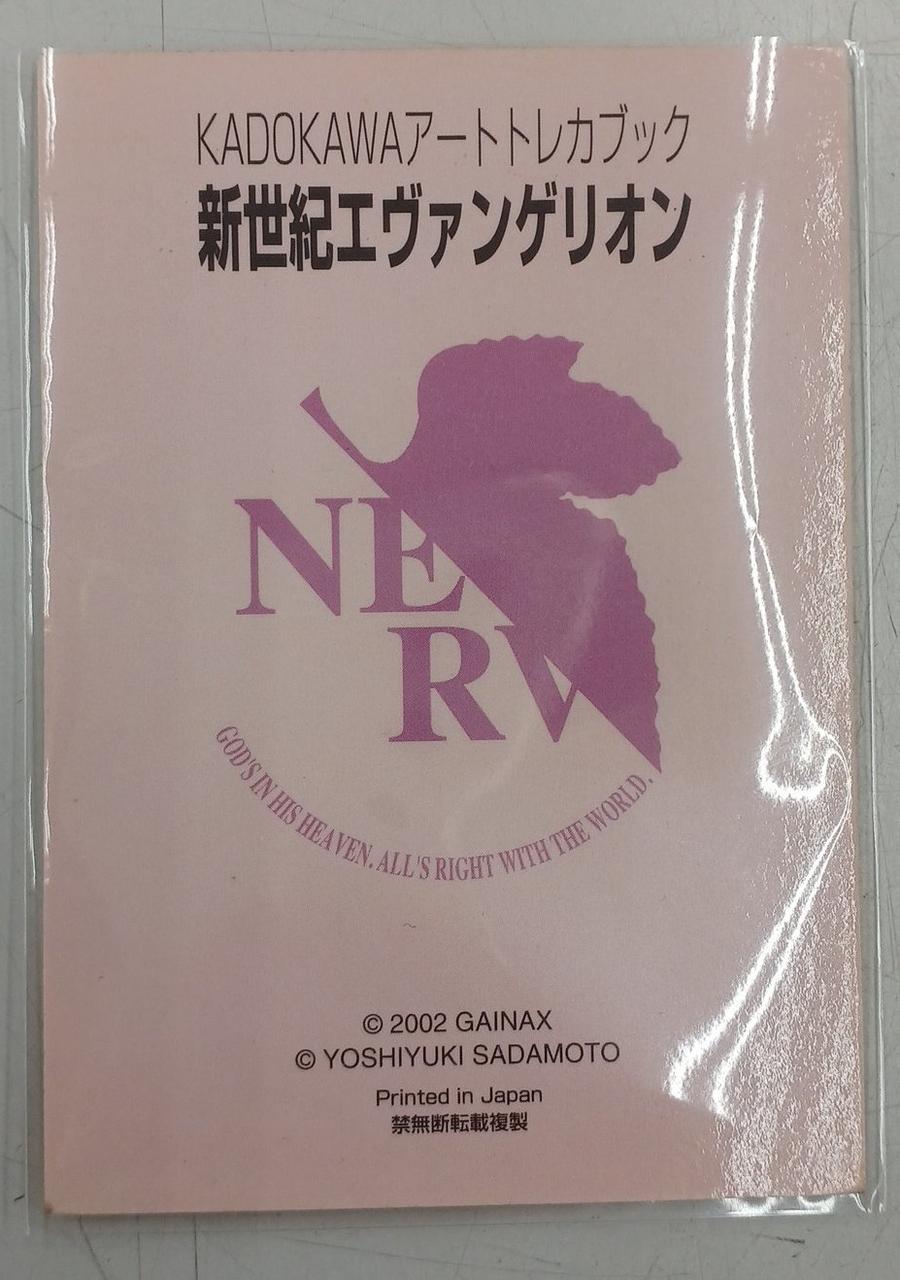 KADOKAWAアートトレカブック
新世紀エヴァンゲリオン
NE
RV
GOD'S IN HIS HEAVEN. ALL'S RIGHT WITH THE WORLD.
© 2002 GAINAX
© YOSHIYUKI SADAMOTO
Printed in Japan
禁無断転載複製